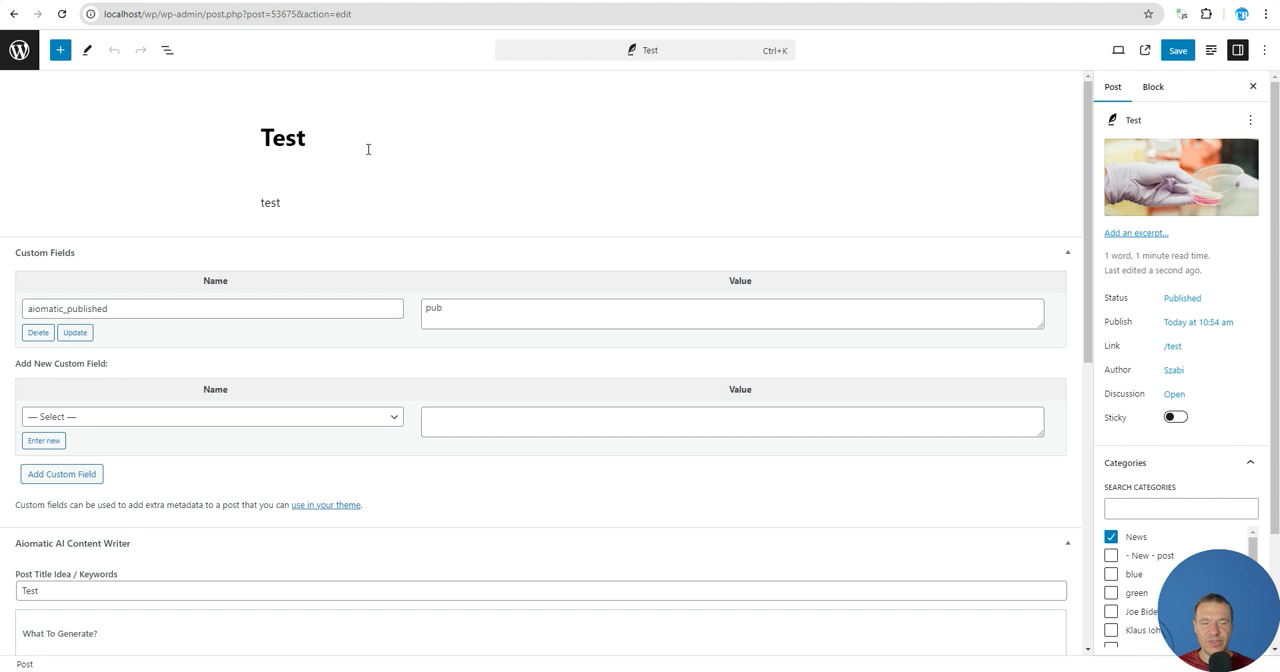 localhost/wp/wp-admin/post.php?post=53675&action=edit
Test
Ctrl+K
Save
Post
Block
Test
Test
test
Add an excerpt...
1 word, 1 minute read time.
Last edited a second ago.
Status
Published
Publish
Today at 10:54 am
Link
/test
Author
Szabi
Discussion
Open
Sticky
Categories
SEARCH CATEGORIES
News
- New - post
blue
green
Joe Bide
Klaus Ioh
Custom Fields
Name
Value
aiomatic_published
pub
Delete
Update
Add New Custom Field:
Name
Value
— Select —
Enter new
Add Custom Field
Custom fields can be used to add extra metadata to a post that you can use in your theme.
Aiomatic AI Content Writer
Post Title Idea / Keywords
Test
What To Generate?
Post